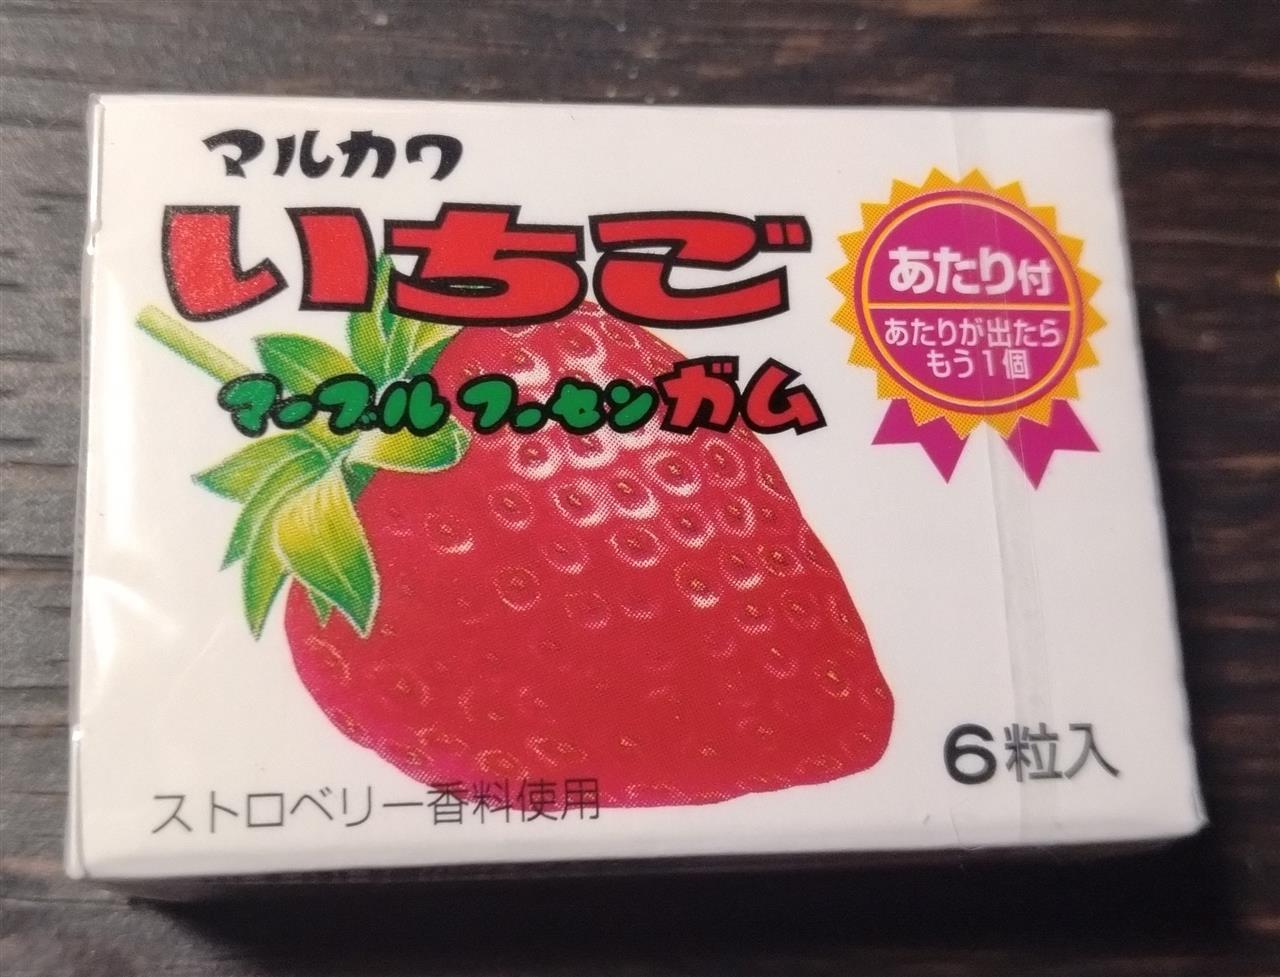 マルカワ
いちご
マーブル フーセンガム
あたり付
あたりが出たら
もう1個
6粒入
ストロベリー香料使用